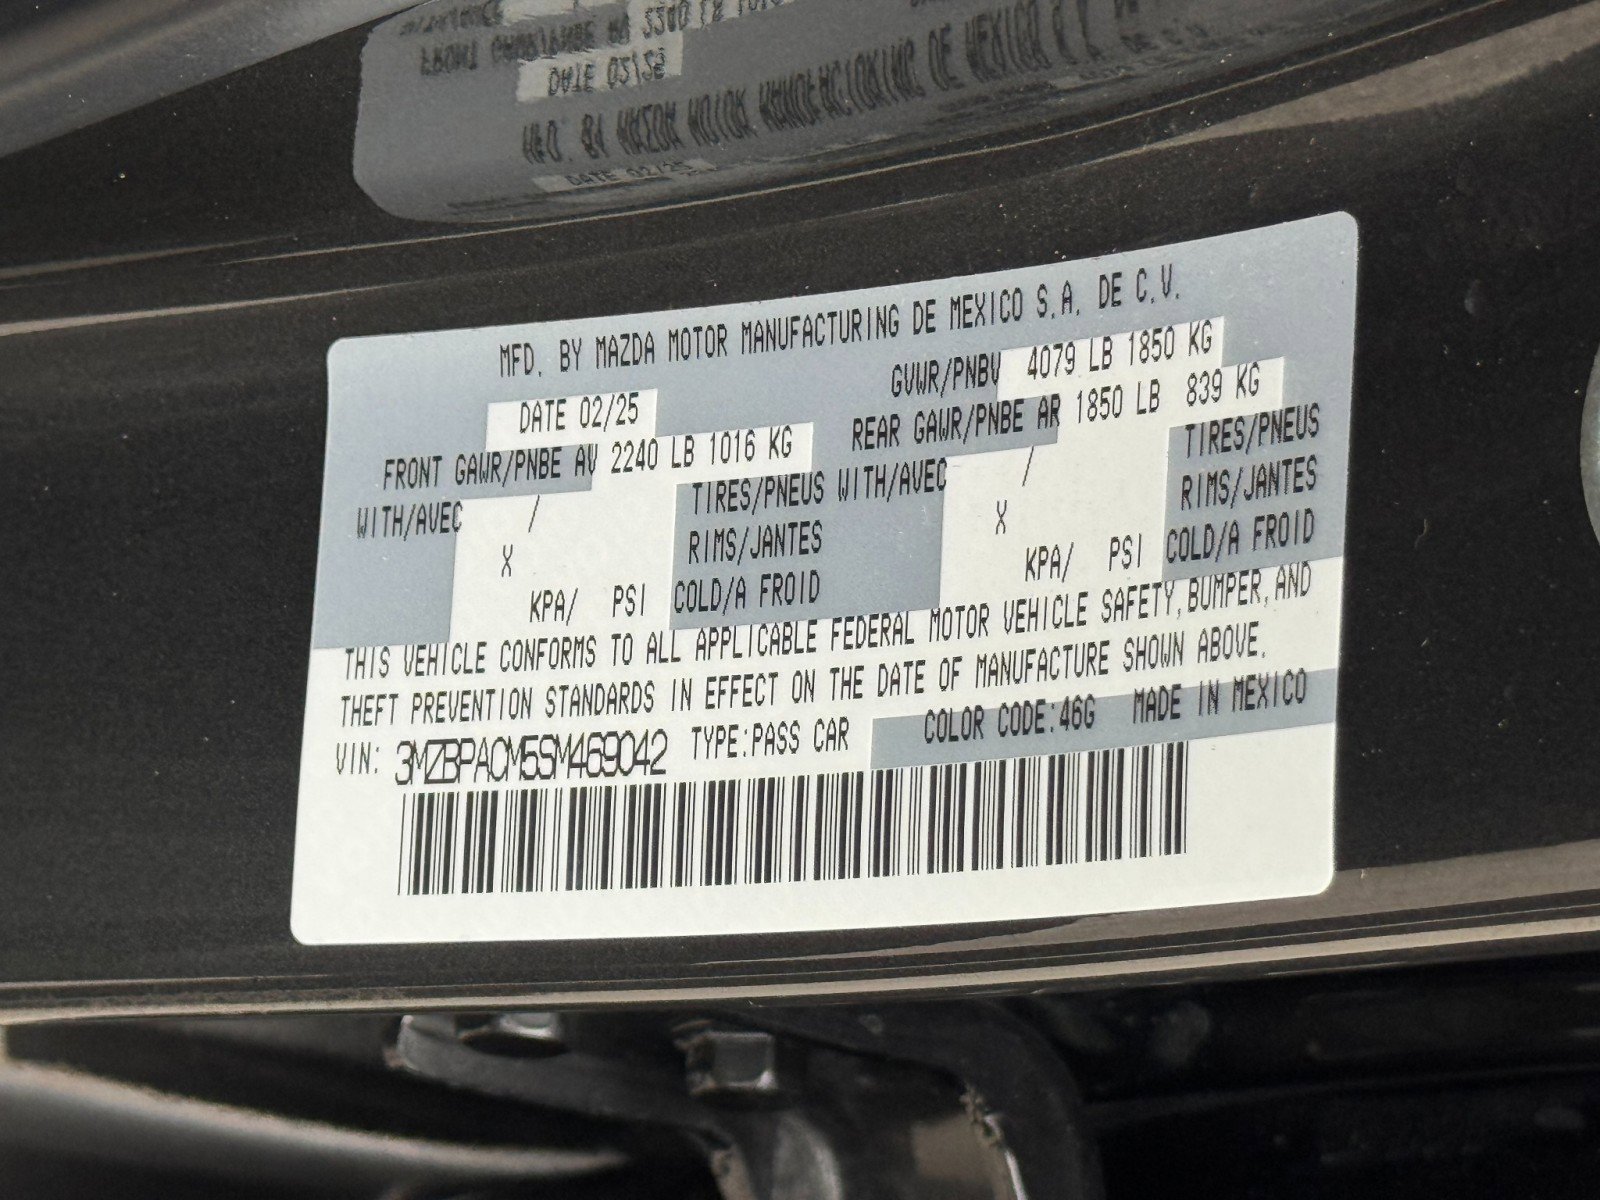 MFD. BY MAZDA MOTOR MANUFACTURING DE MEXICO S.A. DE C.V.
DATE 02/25 GVWR/PNBV 4079 LB 1850 KG
FRONT GAWR/PNBE AV 2240 LB 1016 KG REAR GAWR/PNBE AR 1850 LB 839 KG
WITH/AVEC / TIRES/PNEUS WITH/AVEC / TIRES/PNEUS
X RIMS/JANTES X RIMS/JANTES
KPA/ PSI COLD/A FROID KPA/ PSI COLD/A FROID
THIS VEHICLE CONFORMS TO ALL APPLICABLE FEDERAL MOTOR VEHICLE SAFETY, BUMPER, AND
THEFT PREVENTION STANDARDS IN EFFECT ON THE DATE OF MANUFACTURE SHOWN ABOVE.
VIN: 3MZBPACM5SM469042 TYPE:PASS CAR COLOR CODE:46G MADE IN MEXICO